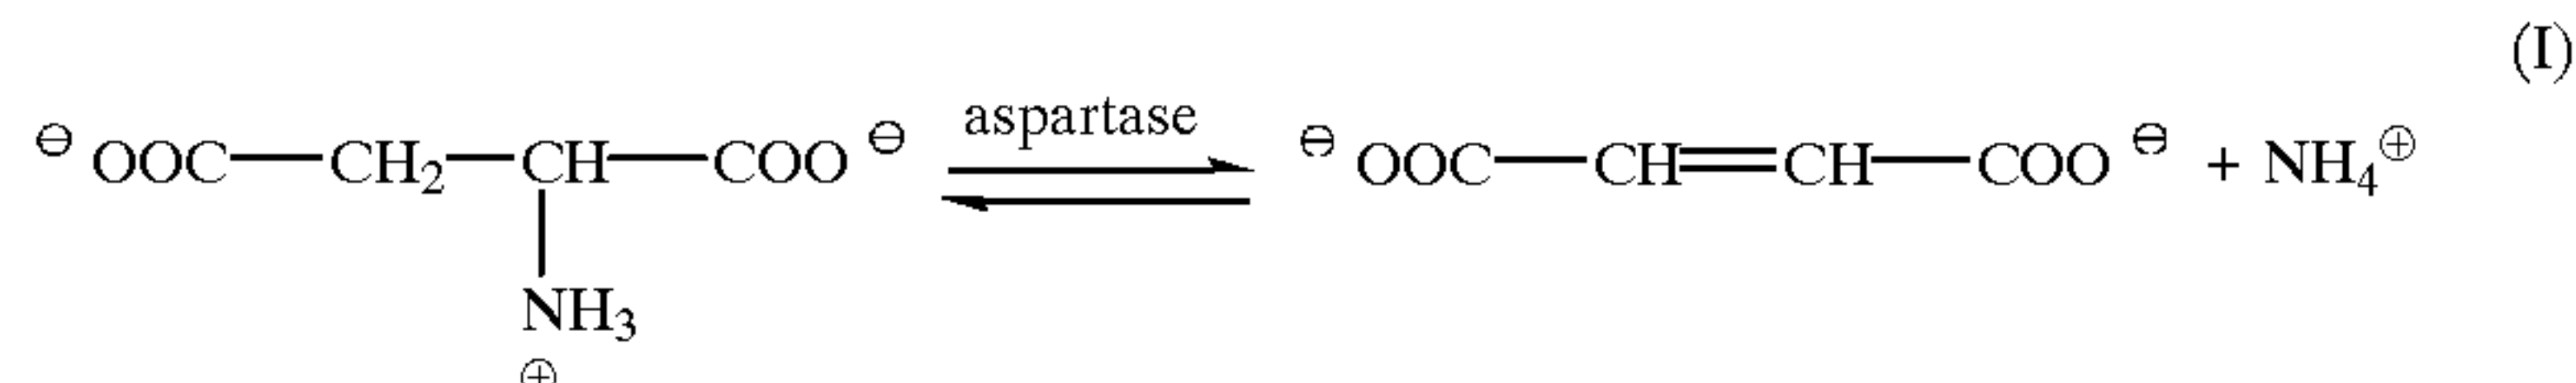 (I)
aspartase
⊖ OOC—CH₂—CH—COO ⊖ ⇌ ⊖ OOC—CH=CH—COO ⊖ + NH₄⊕
NH₃
⊕